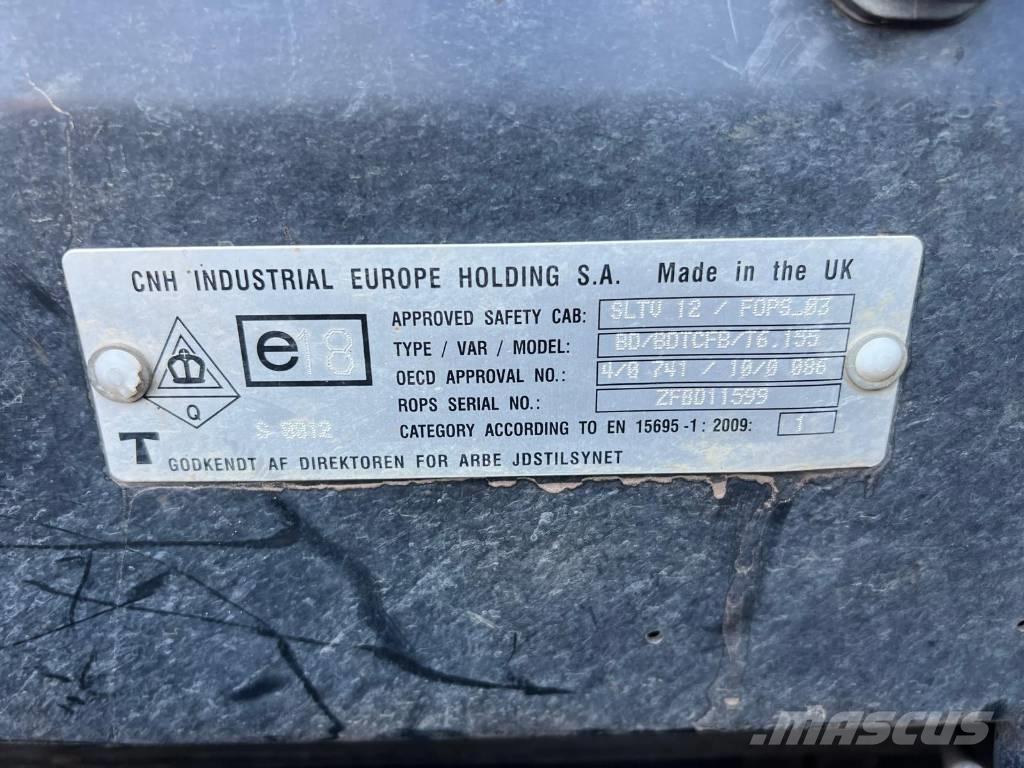 CNH INDUSTRIAL EUROPE HOLDING S.A. Made in the UK
APPROVED SAFETY CAB: SLTV 12 / FOPS_03
TYPE / VAR / MODEL: BD/BDTCFB/T6.155
OECD APPROVAL NO.: 4/0 741 / 10/0 086
ROPS SERIAL NO.: ZFBD11599
CATEGORY ACCORDING TO EN 15695-1: 2009: 1
e18
Q
S 0012
T GODKENDT AF DIREKTOREN FOR ARBE JDSTILSYNET
MASCUS